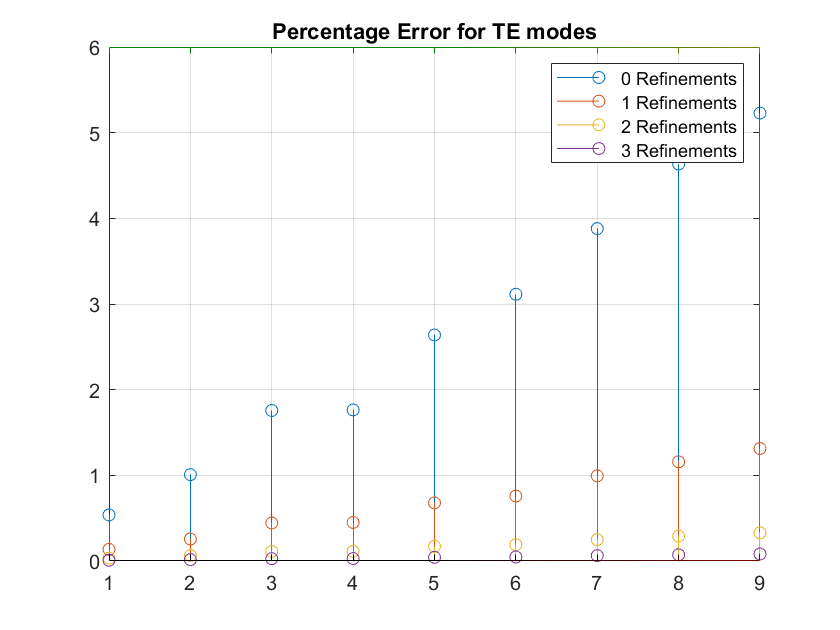 Percentage Error for TE modes
6
5
4
3
2
1
0
0 Refinements
1 Refinements
2 Refinements
3 Refinements
1 2 3 4 5 6 7 8 9